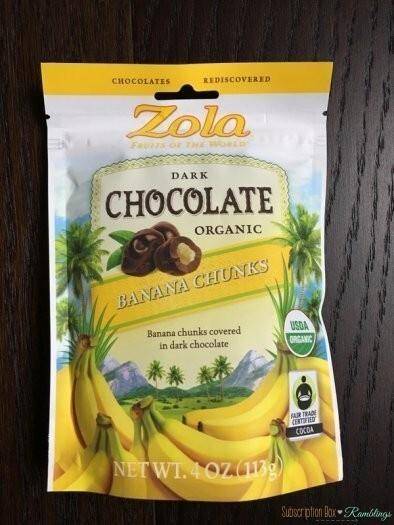 CHOCOLATES REDISCOVERED
Zola
FRUITS OF THE WORLD
DARK
CHOCOLATE
ORGANIC
BANANA CHUNKS
Banana chunks covered
in dark chocolate
USDA
ORGANIC
FAIR TRADE
CERTIFIED
COCOA
NET WT. 4 OZ (113g)
Subscription Box Ramblings